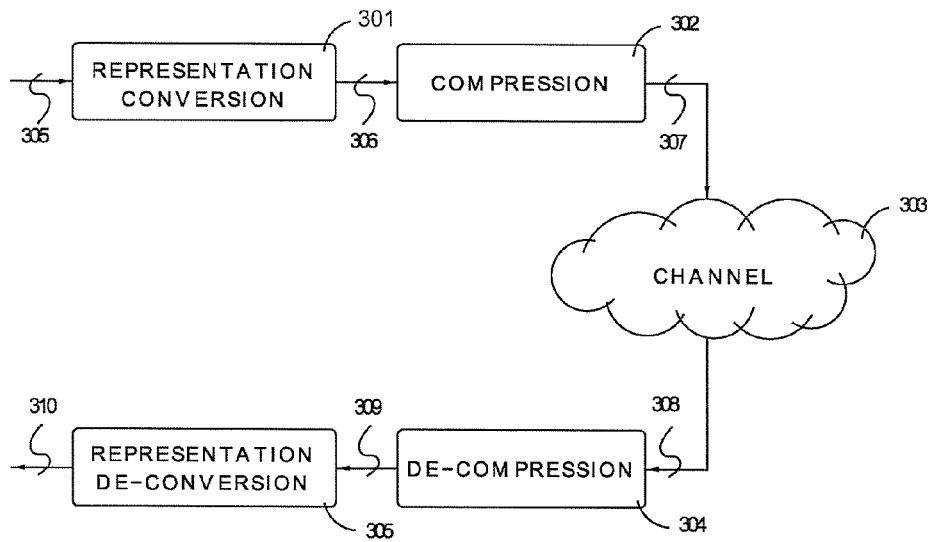 301
302
REPRESENTATION
CONVERSION
COMPRESSION
305
306
307
303
CHANNEL
310
309
308
REPRESENTATION
DE-CONVERSION
DE-COMPRESSION
305
304